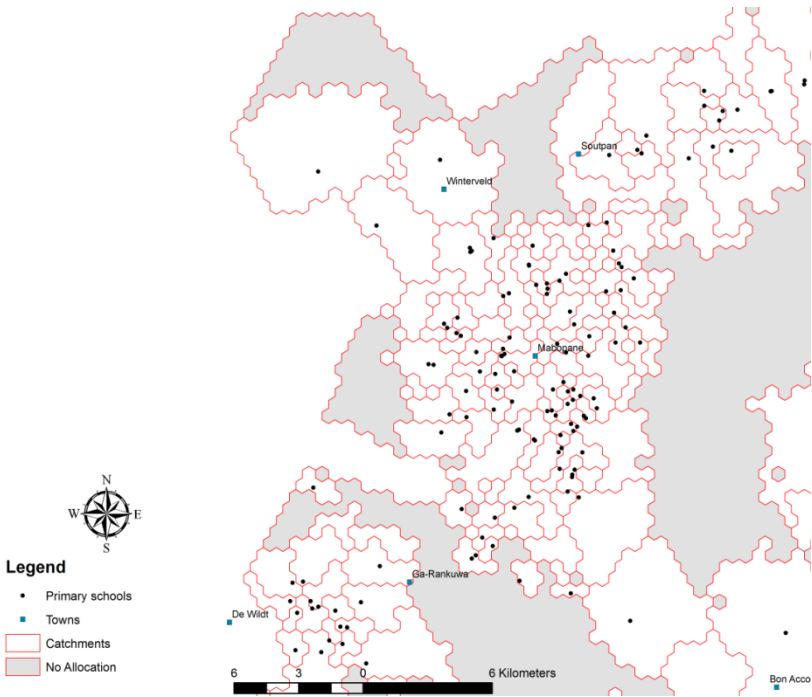 Soutpan
Winterveld
Mabopane
N
W E
S
Legend
Primary schools
Towns
Catchments
No Allocation
Ga-Rankuwa
De Wildt
6 3 0 6 Kilometers
Bon Acco